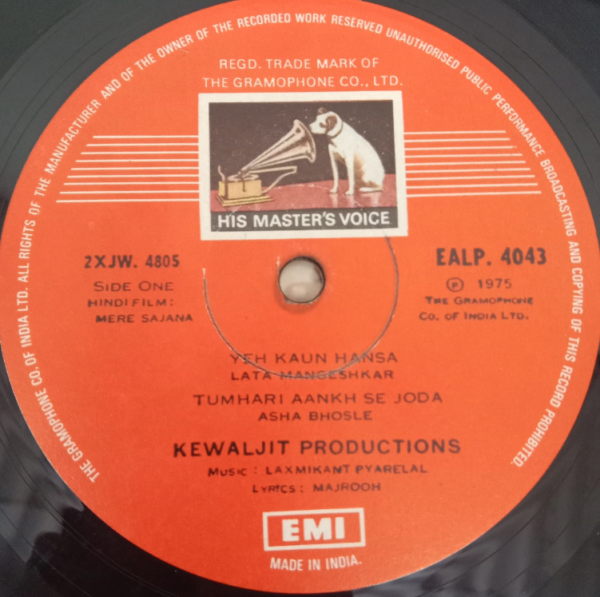 THE GRAMOPHONE CO. OF INDIA LTD. ALL RIGHTS OF THE MANUFACTURER AND OF THE OWNER OF THE RECORDED WORK RESERVED UNAUTHORISED PUBLIC PERFORMANCE BROADCASTING AND COPYING OF THIS RECORD PROHIBITED.
REGD. TRADE MARK OF
THE GRAMOPHONE CO., LTD.
HIS MASTER'S VOICE
2XJW. 4805
SIDE ONE
HINDI FILM:
MERE SAJANA
EALP. 4043
Ⓟ 1975
THE GRAMOPHONE
CO. OF INDIA LTD.
YEH KAUN HANSA
LATA MANGESHKAR
TUMHARI AANKH SE JODA
ASHA BHOSLE
KEWALJIT PRODUCTIONS
MUSIC : LAXMIKANT PYARELAL
LYRICS : MAJROOH
EMI
MADE IN INDIA.